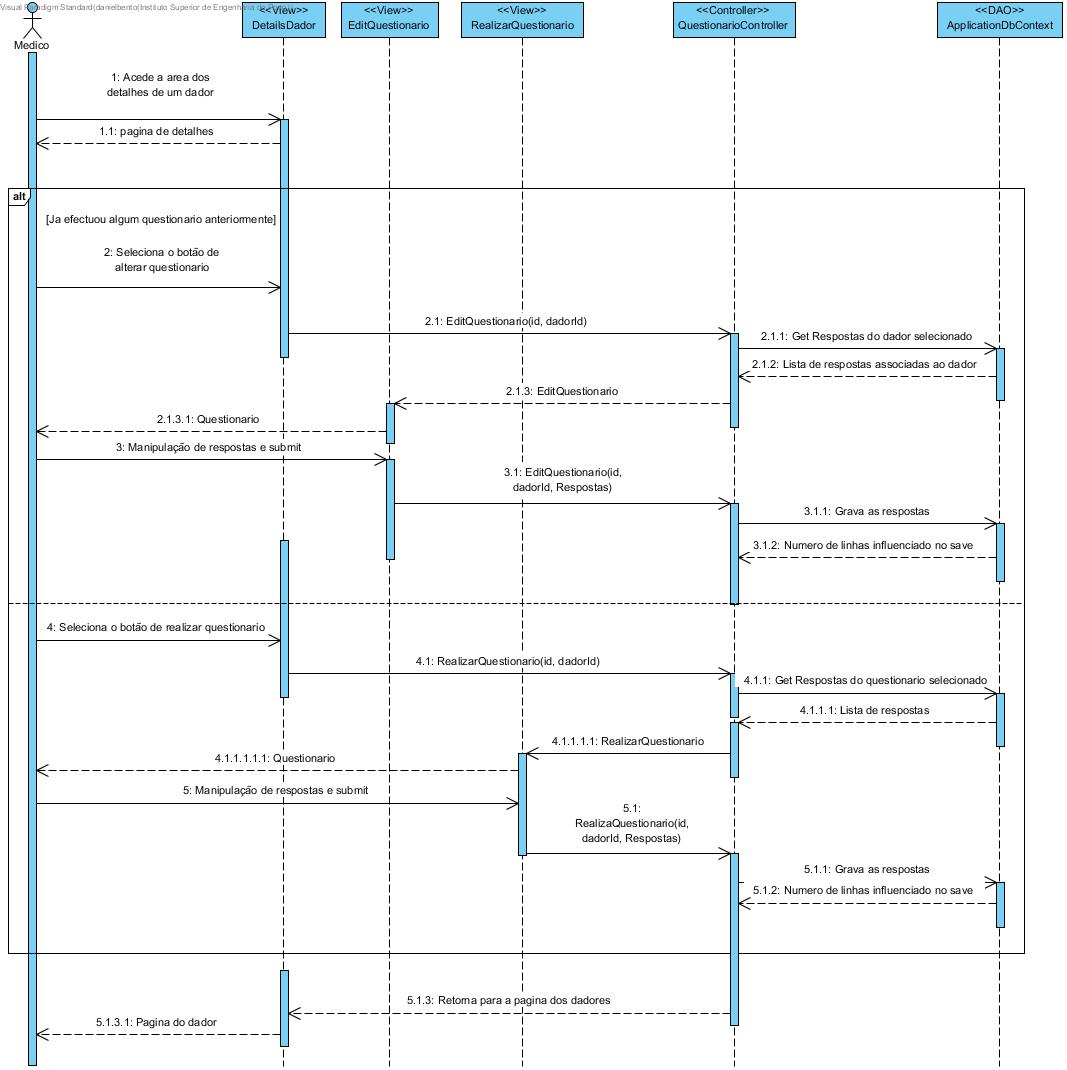 Visual Paradigm Standard(danielbento(Instituto Superior de Engenharia
<<View>>
DetailsDador
<<View>>
EditQuestionario
<<View>>
RealizarQuestionario
<<Controller>>
QuestionarioController
<<DAO>>
ApplicationDbContext
Medico
1: Acede a area dos
detalhes de um dador
1.1: pagina de detalhes
alt
[Ja efectuou algum questionario anteriormente]
2: Seleciona o botão de
alterar questionario
2.1: EditQuestionario(id, dadorId)
2.1.1: Get Respostas do dador selecionado
2.1.2: Lista de respostas associadas ao dador
2.1.3: EditQuestionario
2.1.3.1: Questionario
3: Manipulação de respostas e submit
3.1: EditQuestionario(id,
dadorId, Respostas)
3.1.1: Grava as respostas
3.1.2: Numero de linhas influenciado no save
4: Seleciona o botão de realizar questionario
4.1: RealizarQuestionario(id, dadorId)
4.1.1: Get Respostas do questionario selecionado
4.1.1.1: Lista de respostas
4.1.1.1.1: RealizarQuestionario
4.1.1.1.1.1: Questionario
5: Manipulação de respostas e submit
5.1:
RealizaQuestionario(id,
dadorId, Respostas)
5.1.1: Grava as respostas
5.1.2: Numero de linhas influenciado no save
5.1.3: Retorna para a pagina dos dadores
5.1.3.1: Pagina do dador